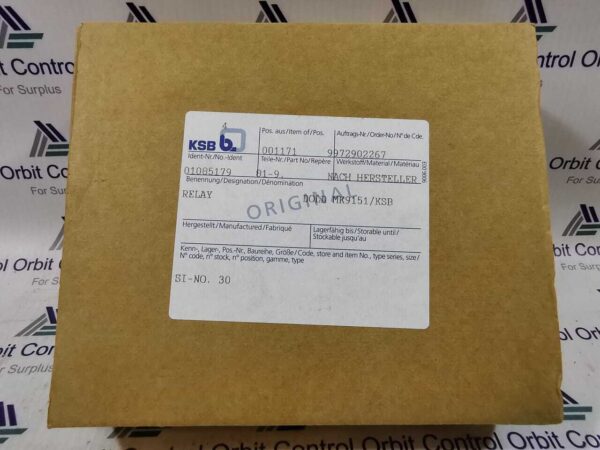 KSB b.
4
Pos. aus/item of/Pos.
001171
Auftrags-Nr./Order-No/N° de Cde.
9972902267
Ident-Nr./No.-Ident
01085179
Teile-Nr./Part No/Repère
81-9.
Werkstoff/Material/Matériau
NACH HERSTELLER
Benennung/Designation/Dénomination
RELAY
DOLD MK9151/KSB
ORIGINAL
Hergestellt/Manufactured/Fabriqué
Lagerfähig bis/Storable until/
Stockable jusqu'au
Kenn-, Lager-, Pos.-Nr., Baureihe, Größe/Code, store and item No., type series, size/
N° code, n° stock, n° position, gamme, type
SI-NO. 30
Orbit Control
For Surplus